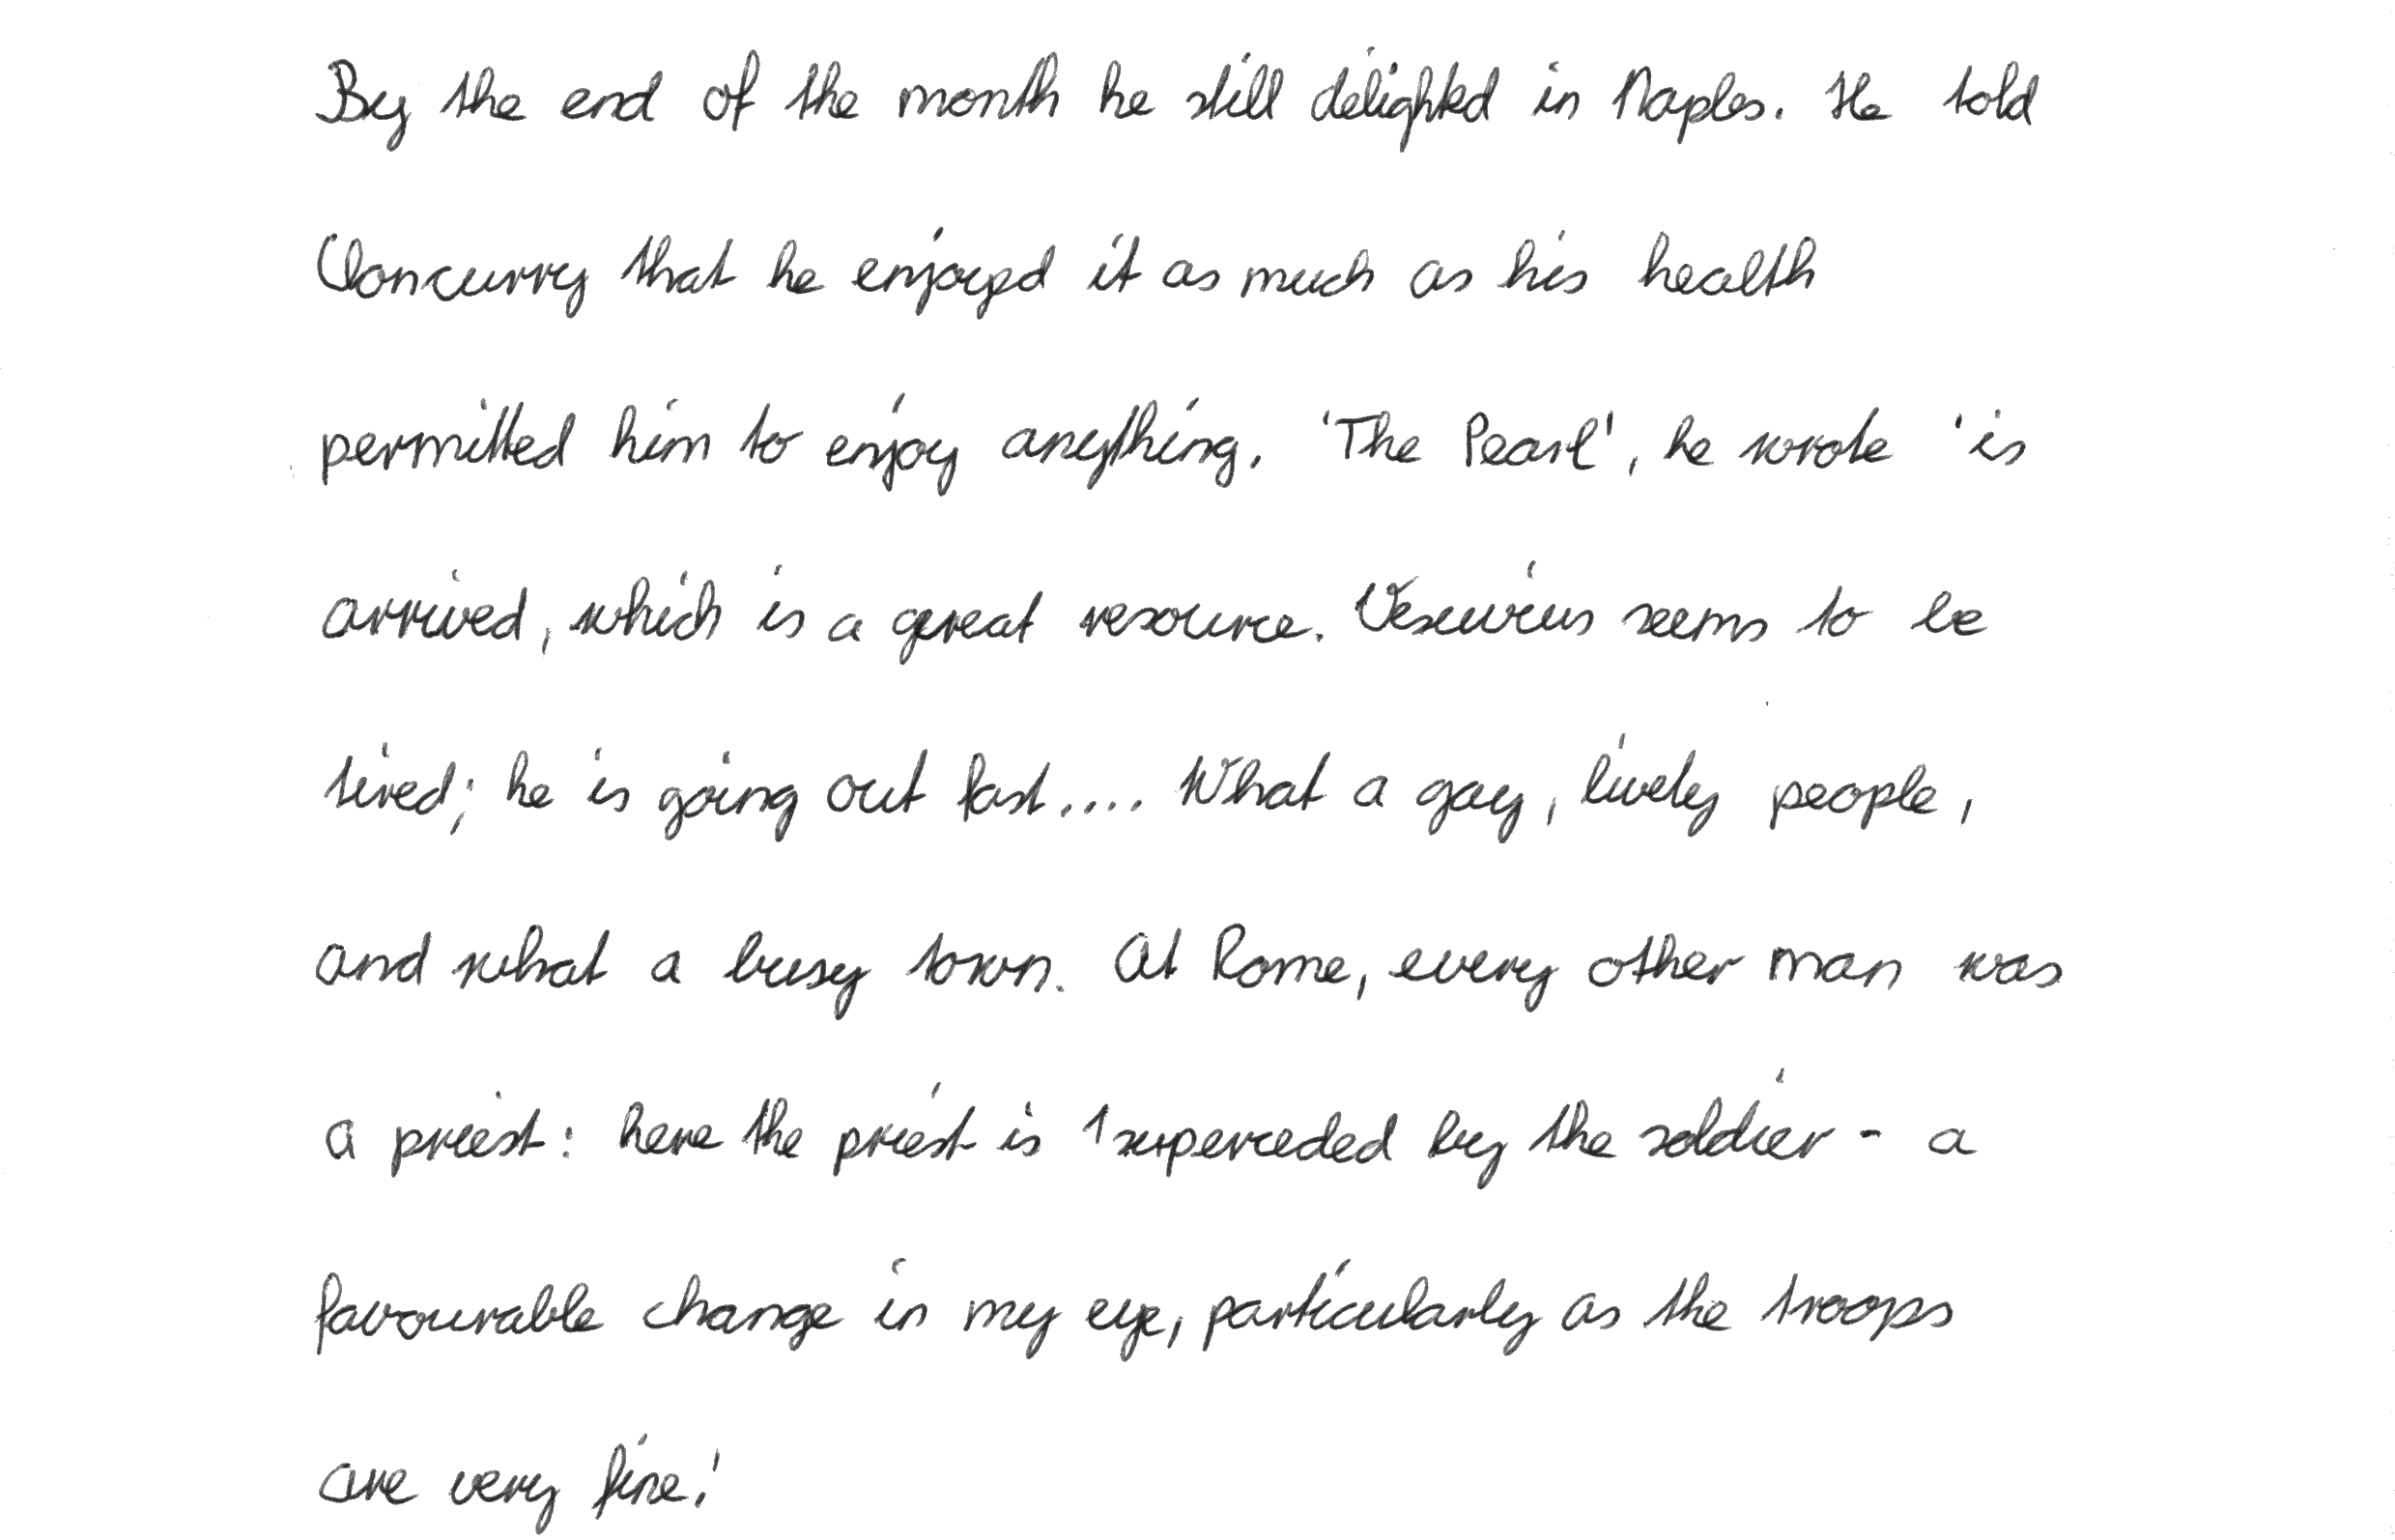 By the end of the month he still delighted in Naples. He told
Cloncurry that he enjoyed it as much as his health
permitted him to enjoy anything. 'The Pearl', he wrote 'is
arrived, which is a great resource. Vesuvius seems to be
tired; he is going out fast.... What a gay, lively people,
and what a busy town. At Rome, every other man was
a priest: here the priest is superceded by the soldier - a
favourable change in my eye, particularly as the troops
are very fine.'